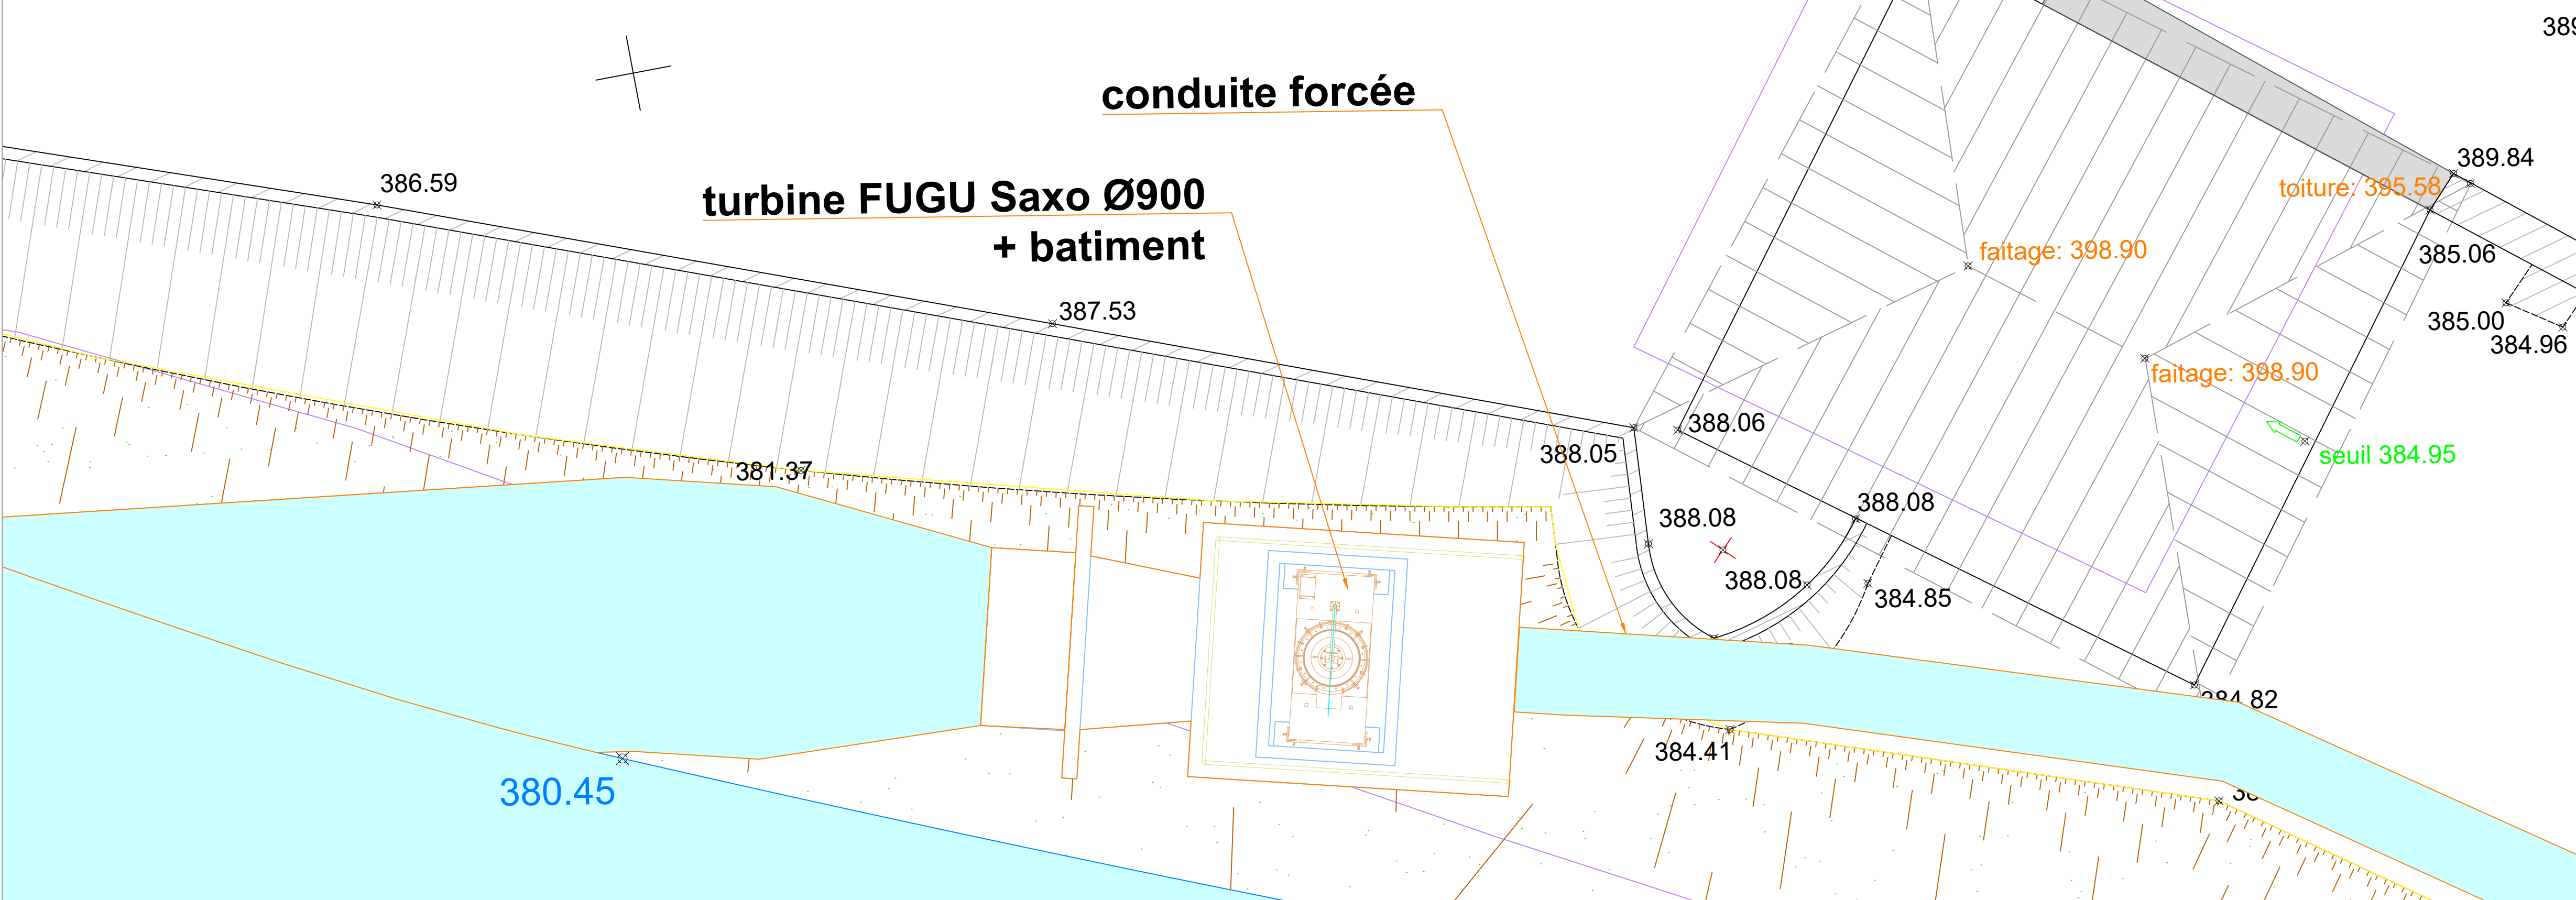 conduite forcée
turbine FUGU Saxo Ø900
+ batiment
386.59
387.53
389.84
toiture: 395.58
faitage: 398.90
385.06
385.00
384.96
faitage: 398.90
388.06
388.05
seuil 384.95
381.37
388.08
388.08
388.08
384.85
384.82
384.41
380.45